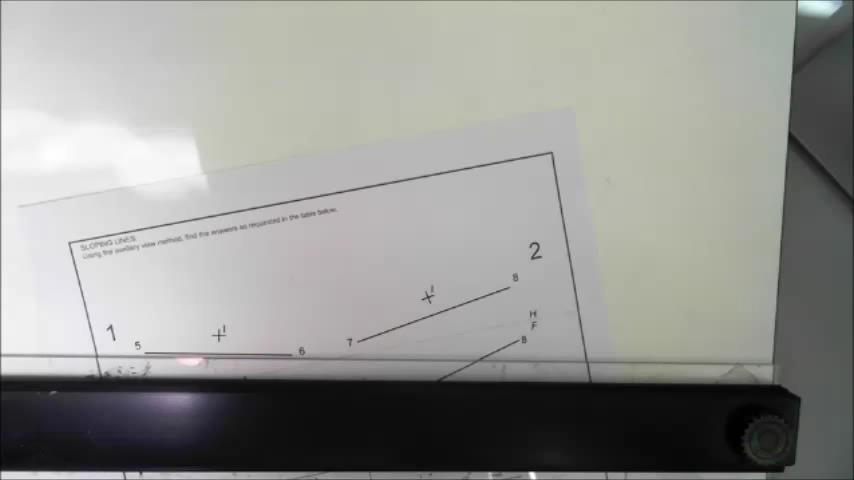 SLOPING LINES
Using the auxiliary view method, find the answers as requested in the table below.
2
8
1
7
5
6
H
F
8